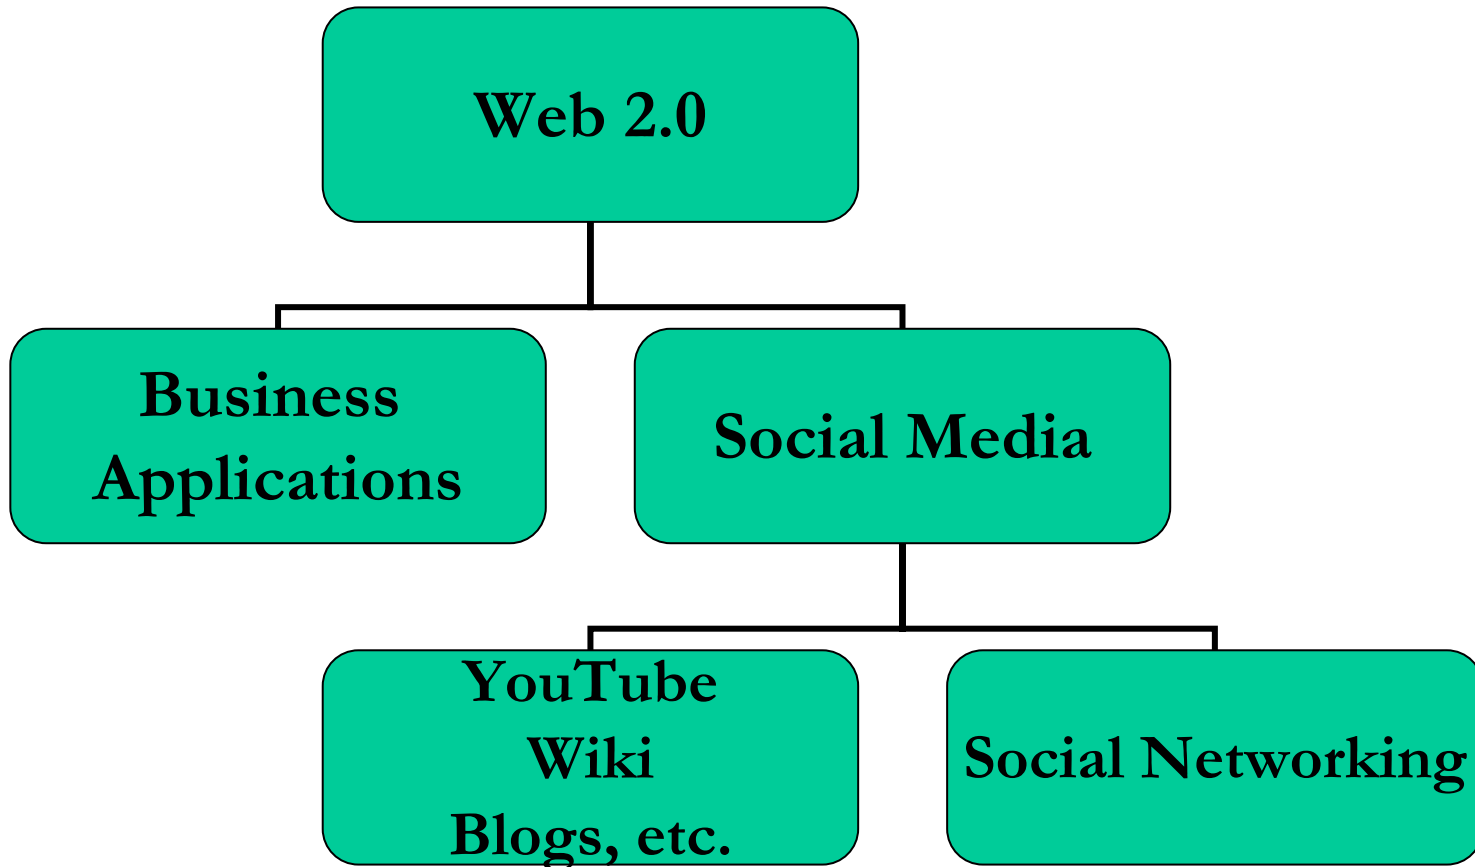 Web 2.0
Business
Applications
Social Media
YouTube
Wiki
Blogs, etc.
Social Networking